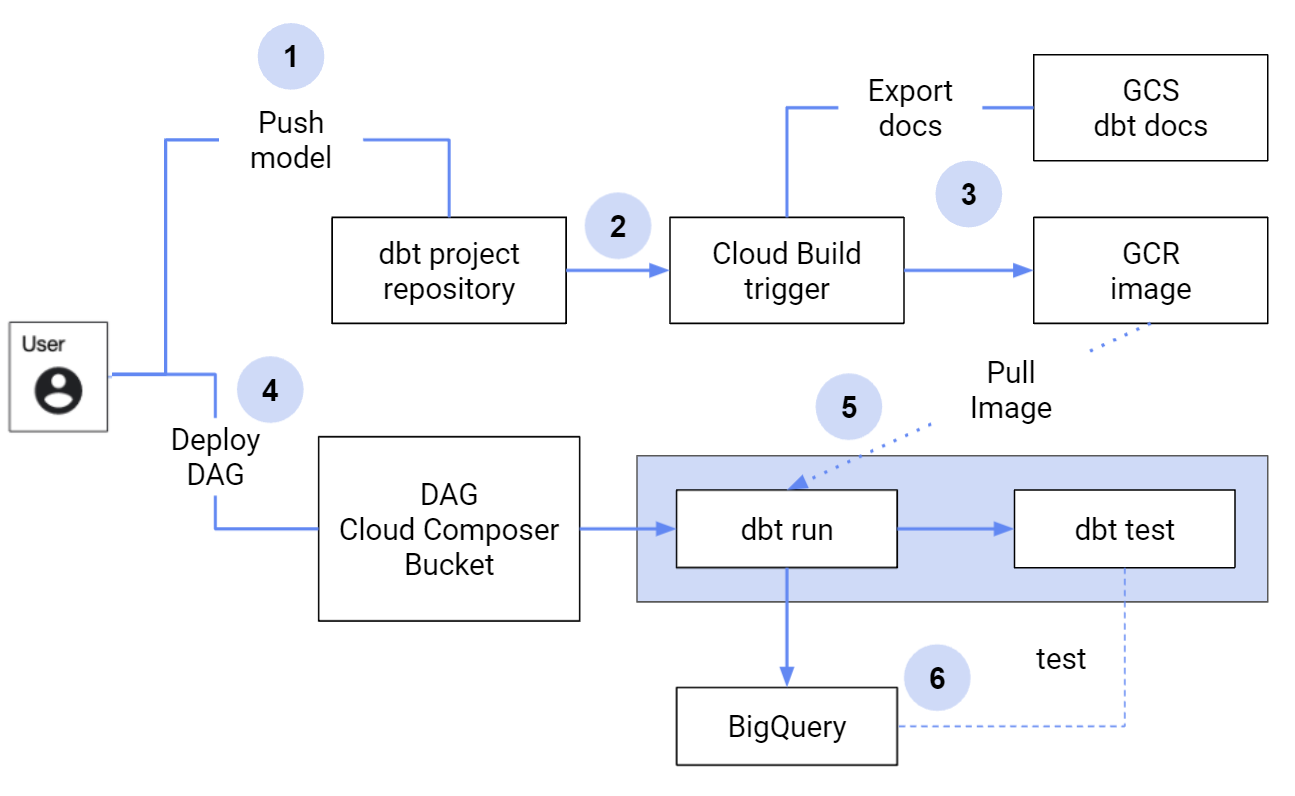 1
Push
model
Export
docs
GCS
dbt docs
2
3
dbt project
repository
Cloud Build
trigger
GCR
image
User
4
Deploy
DAG
5
Pull
Image
DAG
Cloud Composer
Bucket
dbt run
dbt test
6
test
BigQuery